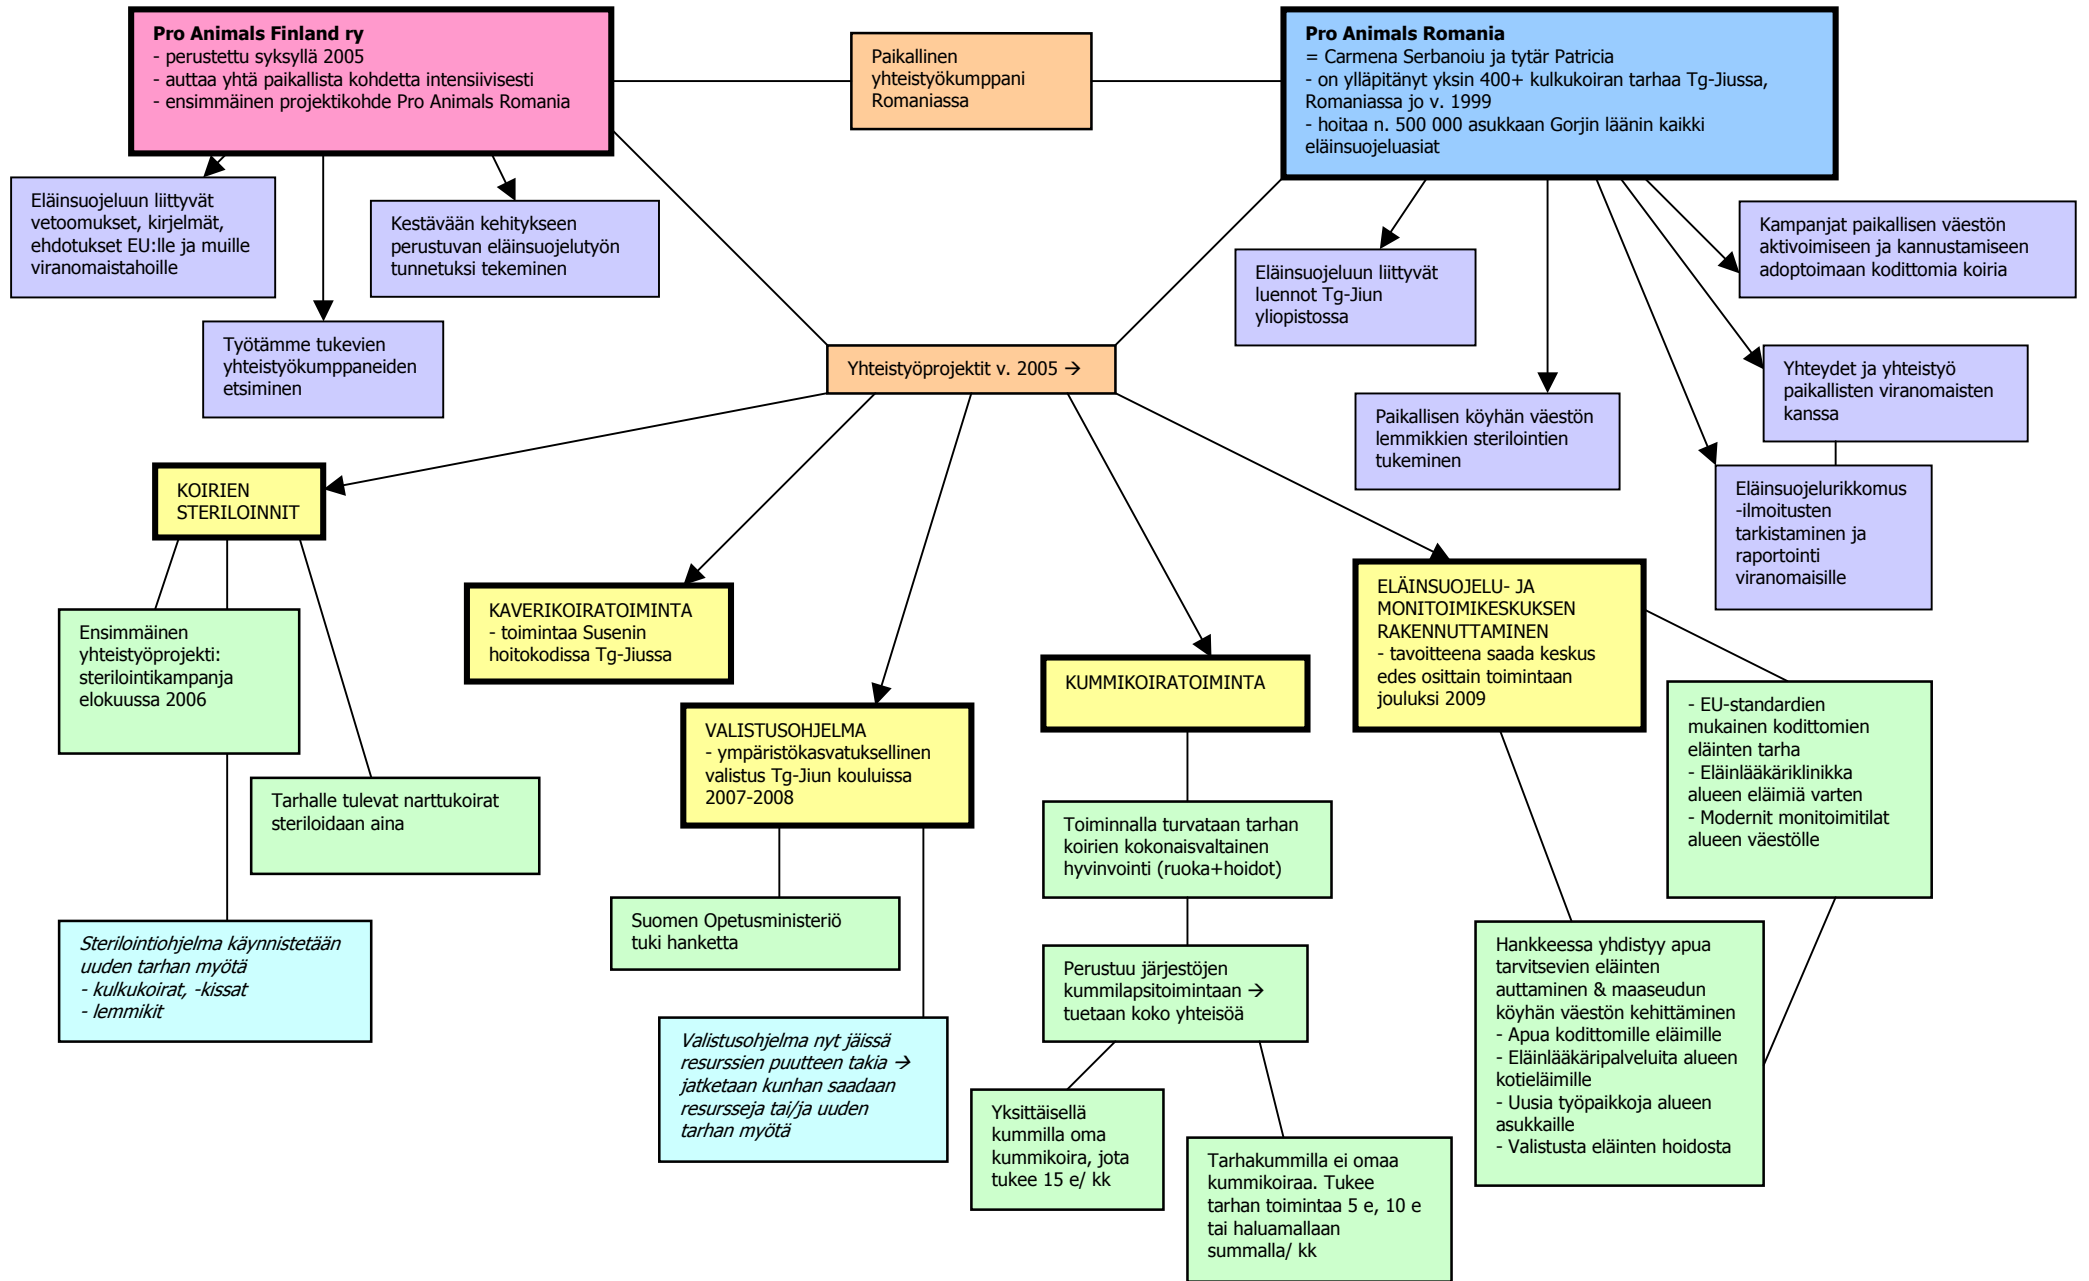 Pro Animals Finland ry
- perustettu syksyllä 2005
- auttaa yhtä paikallista kohdetta intensiivisesti
- ensimmäinen projektikohde Pro Animals Romania
Paikallinen
yhteistyökumppani
Romaniassa
Pro Animals Romania
= Carmena Serbanoiu ja tytär Patricia
- on ylläpitänyt yksin 400+ kulkukoiran tarhaa Tg-Jiussa,
Romaniassa jo v. 1999
- hoitaa n. 500 000 asukkaan Gorjin läänin kaikki
eläinsuojeluasiat
Eläinsuojeluun liittyvät
vetoomukset, kirjelmät,
ehdotukset EU:lle ja muille
viranomaistahoille
Kestävään kehitykseen
perustuvan eläinsuojelutyön
tunnetuksi tekeminen
Työtämme tukevien
yhteistyökumppaneiden
etsiminen
Eläinsuojeluun liittyvät
luennot Tg-Jiun
yliopistossa
Kampanjat paikallisen väestön
aktivoimiseen ja kannustamiseen
adoptoimaan kodittomia koiria
Yhteydet ja yhteistyö
paikallisten viranomaisten
kanssa
Paikallisen köyhän väestön
lemmikkien sterilointien
tukeminen
Eläinsuojelurikkomus
-ilmoitusten
tarkistaminen ja
raportointi
viranomaisille
Yhteistyöprojektit v. 2005 →
KOIRIEN
STERILOINNIT
Ensimmäinen
yhteistyöprojekti:
sterilointikampanja
elokuussa 2006
Tarhalle tulevat narttukoirat
steriloidaan aina
Sterilointiohjelma käynnistetään
uuden tarhan myötä
- kulkukoirat, -kissat
- lemmikit
KAVERIKOIRATOIMINTA
- toimintaa Susenin
hoitokodissa Tg-Jiussa
VALISTUSOHJELMA
- ympäristökasvatuksellinen
valistus Tg-Jiun kouluissa
2007-2008
Suomen Opetusministeriö
tuki hanketta
Valistusohjelma nyt jäissä
resurssien puutteen takia →
jatketaan kunhan saadaan
resursseja tai/ja uuden
tarhan myötä
KUMMIKOIRATOIMINTA
Toiminnalla turvataan tarhan
koirien kokonaisvaltainen
hyvinvointi (ruoka+hoidot)
Perustuu järjestöjen
kummilapsitoimintaan →
tuetaan koko yhteisöä
Yksittäisellä
kummilla oma
kummikoira, jota
tukee 15 e/ kk
Tarhakummilla ei omaa
kummikoiraa. Tukee
tarhan toimintaa 5 e, 10 e
tai haluamallaan
summalla/ kk
ELÄINSUOJELU- JA
MONITOIMIKESKUKSEN
RAKENNUTTAMINEN
- tavoitteena saada keskus
edes osittain toimintaan
jouluksi 2009
- EU-standardien
mukainen kodittomien
eläinten tarha
- Eläinlääkäriklinikka
alueen eläimiä varten
- Modernit monitoimitilat
alueen väestölle
Hankkeessa yhdistyy apua
tarvitsevien eläinten
auttaminen & maaseudun
köyhän väestön kehittäminen
- Apua kodittomille eläimille
- Eläinlääkäripalveluita alueen
kotieläimille
- Uusia työpaikkoja alueen
asukkaille
- Valistusta eläinten hoidosta